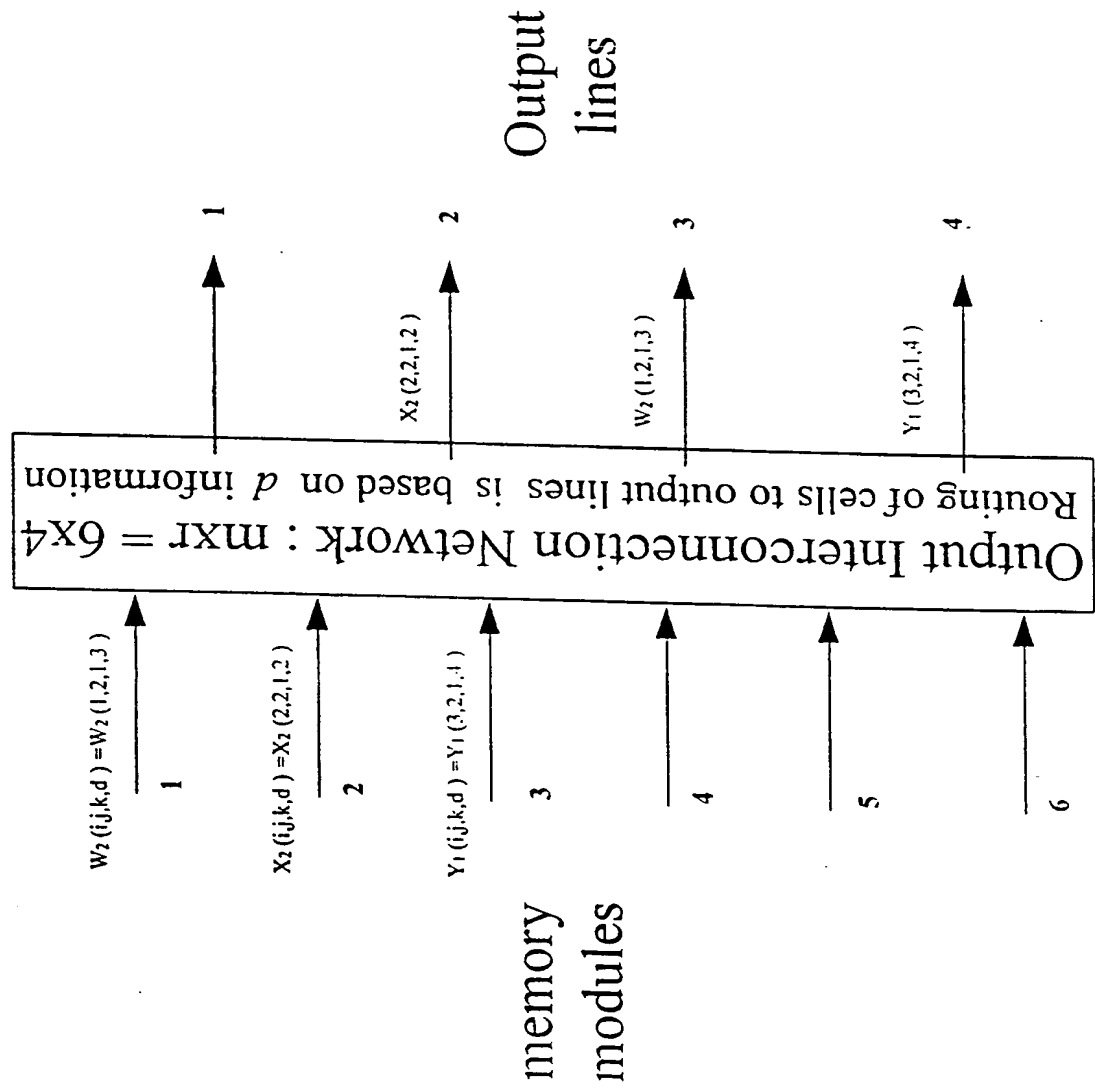 memory
modules
W2 (i,j,k,d ) =W2 (1,2,1,3)
1
X2 (i,j,k,d ) =X2 (2,2,1,2)
2
Y1 (i,j,k,d ) =Y1 (3,2,1,4)
3
4
5
6
Output Interconnection Network : mxr = 6x4
Routing of cells to output lines is based on d information
1
X2 (2,2,1,2 )
2
W2 (1,2,1,3 )
3
Y1 (3,2,1,4 )
4
Output
lines